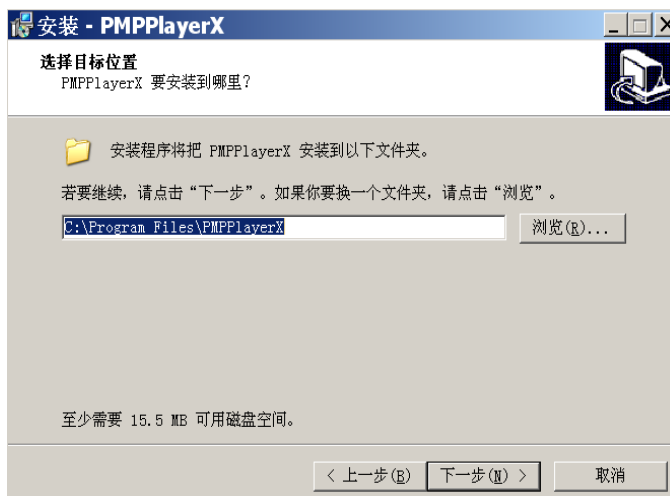 安装 - PMPPlayerX
选择目标位置
PMPPlayerX 要安装到哪里？
安装程序将把 PMPPlayerX 安装到以下文件夹。
若要继续，请点击“下一步”。如果你要换一个文件夹，请点击“浏览”。
C:\Program Files\PMPPlayerX
浏览(R)...
至少需要 15.5 MB 可用磁盘空间。
< 上一步(B)
下一步(N) >
取消